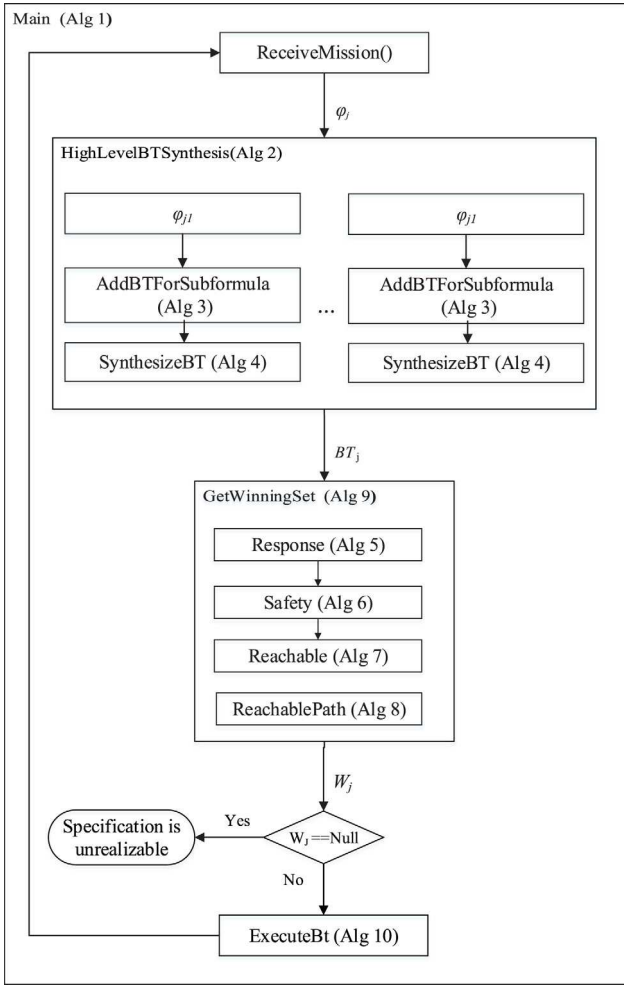 Main (Alg 1)
ReceiveMission()
φj
HighLevelBTSynthesis(Alg 2)
φj1
φj1
AddBTForSubformula
(Alg 3)
...
AddBTForSubformula
(Alg 3)
SynthesizeBT (Alg 4)
SynthesizeBT (Alg 4)
BTj
GetWinningSet (Alg 9)
Response (Alg 5)
Safety (Alg 6)
Reachable (Alg 7)
ReachablePath (Alg 8)
Wj
Specification is
unrealizable
Yes
WJ ==Null
No
ExecuteBt (Alg 10)